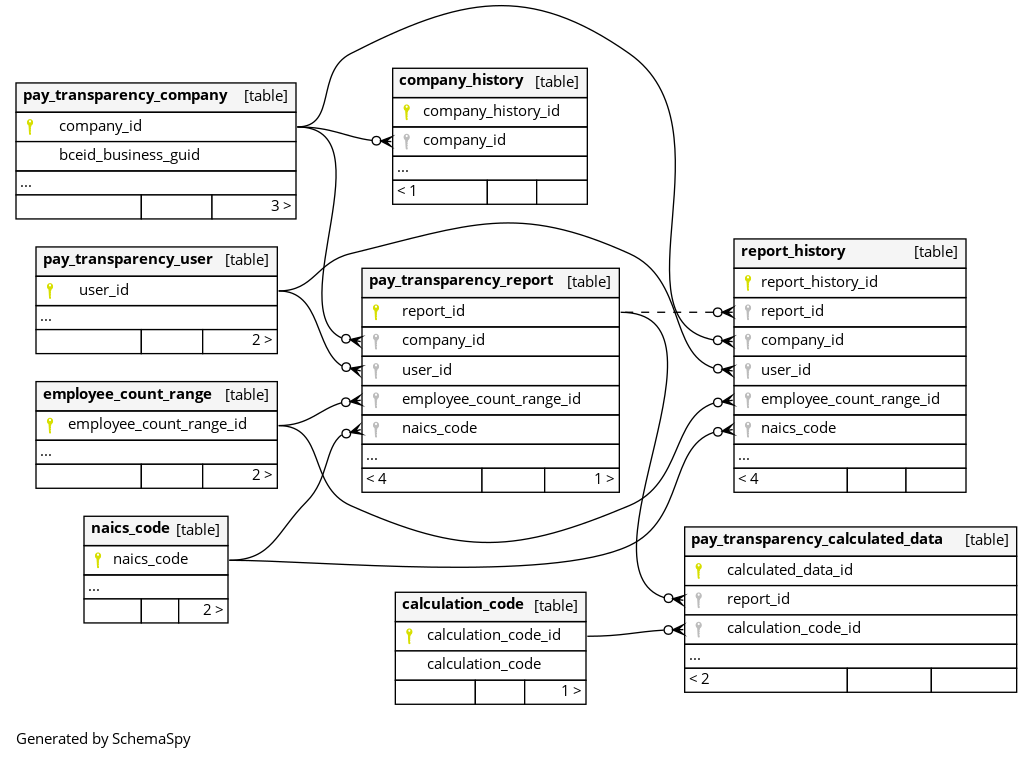 pay_transparency_company [table]
company_id
bceid_business_guid
...
3 >
company_history [table]
company_history_id
company_id
...
< 1
pay_transparency_user [table]
user_id
...
2 >
pay_transparency_report [table]
report_id
company_id
user_id
employee_count_range_id
naics_code
...
< 4 1 >
report_history [table]
report_history_id
report_id
company_id
user_id
employee_count_range_id
naics_code
...
< 4
employee_count_range [table]
employee_count_range_id
...
2 >
naics_code [table]
naics_code
...
2 >
calculation_code [table]
calculation_code_id
calculation_code
1 >
pay_transparency_calculated_data [table]
calculated_data_id
report_id
calculation_code_id
...
< 2
Generated by SchemaSpy